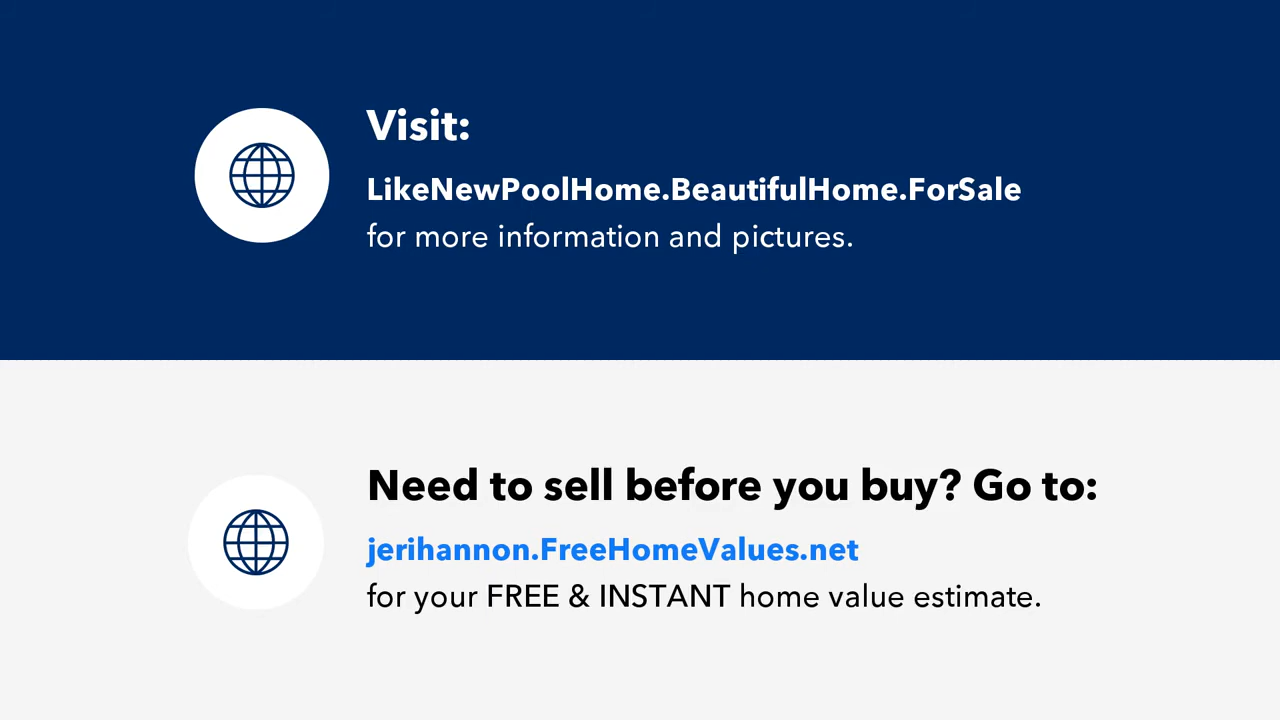 Visit:
LikeNewPoolHome.BeautifulHome.ForSale
for more information and pictures.
Need to sell before you buy? Go to:
jerihannon.FreeHomeValues.net
for your FREE & INSTANT home value estimate.